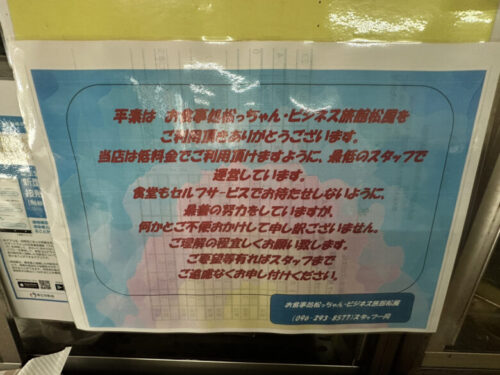 平素は お食事処松っちゃん・ビジネス旅館松屋を
ご利用頂きありがとうございます。
当店は低料金でご利用頂けますように、最低のスタッフで
運営しています。
食堂もセルフサービスでお待たせしないように、
最善の努力をしていますが、
何かとご不便おかけして申し訳ございません。
ご理解の程宜しくお願い致します。
ご要望等有ればスタッフまで
ご遠慮なくお申し付けください。
お食事処松っちゃん・ビジネス旅館松屋
(096-293 8577)スタッフ一同